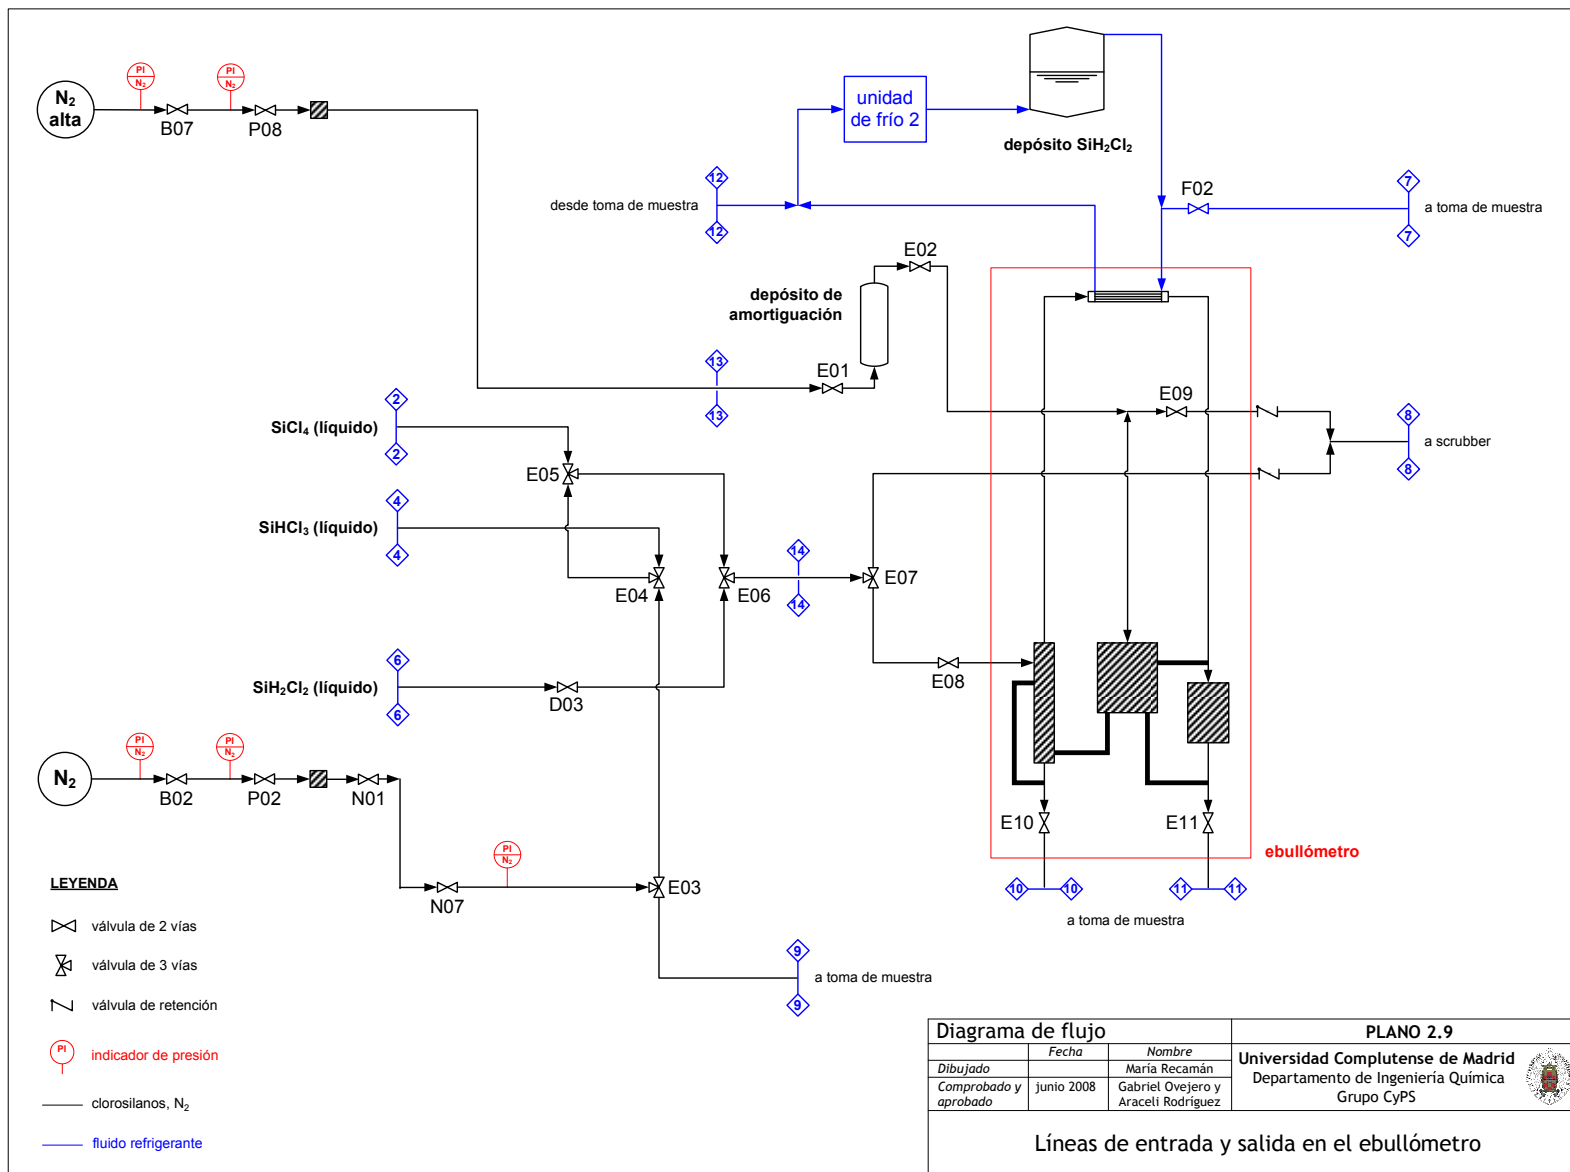 N₂
alta
PI
N₂
B07
PI
N₂
P08
unidad
de frío 2
depósito SiH₂Cl₂
12
desde toma de muestra
12
F02
7
a toma de muestra
7
E02
depósito de
amortiguación
E01
13
13
E09
8
a scrubber
8
SiCl₄ (líquido)
2
2
E05
SiHCl₃ (líquido)
4
4
E04
E06
14
14
E07
E08
SiH₂Cl₂ (líquido)
6
6
D03
N₂
PI
N₂
B02
PI
N₂
P02
N01
N07
PI
N₂
E03
E10
E11
ebullómetro
10
10
11
11
a toma de muestra
9
a toma de muestra
9
LEYENDA
válvula de 2 vías
válvula de 3 vías
válvula de retención
PI
indicador de presión
clorosilanos, N₂
fluido refrigerante
Diagrama de flujo
PLANO 2.9
Fecha
Nombre
Dibujado
María Recamán
Comprobado y
aprobado
junio 2008
Gabriel Ovejero y
Araceli Rodríguez
Universidad Complutense de Madrid
Departamento de Ingeniería Química
Grupo CyPS
Líneas de entrada y salida en el ebullómetro